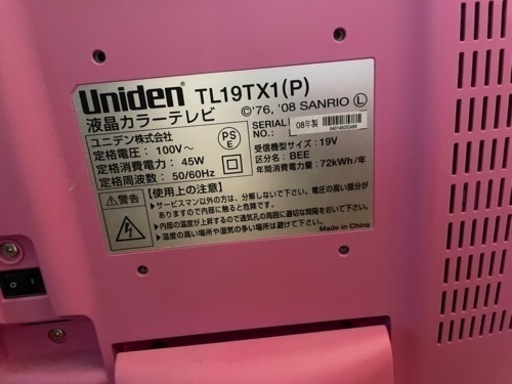 Uniden TL19TX1(P)
液晶カラーテレビ
©'76, '08 SANRIO Ⓛ
ユニデン株式会社
定格電圧: 100V～
定格消費電力: 45W
定格周波数: 50/60Hz
PS
E
SERIAL
NO.:
08年製
受信機型サイズ: 19V
区分名: BEE
年間消費電力量: 72kWh/年
【使用上の注意】
警告
▶サービスマン以外の方は、分解しないで下さい。電圧の高い部分が
ありますので内部に触れると危険です。
▶内部の温度が上昇するので通気孔の周囲に適切な間隔をおいて下さい。
▶温度の高い場所や湿気の多い場所は避けて下さい。
Made in China